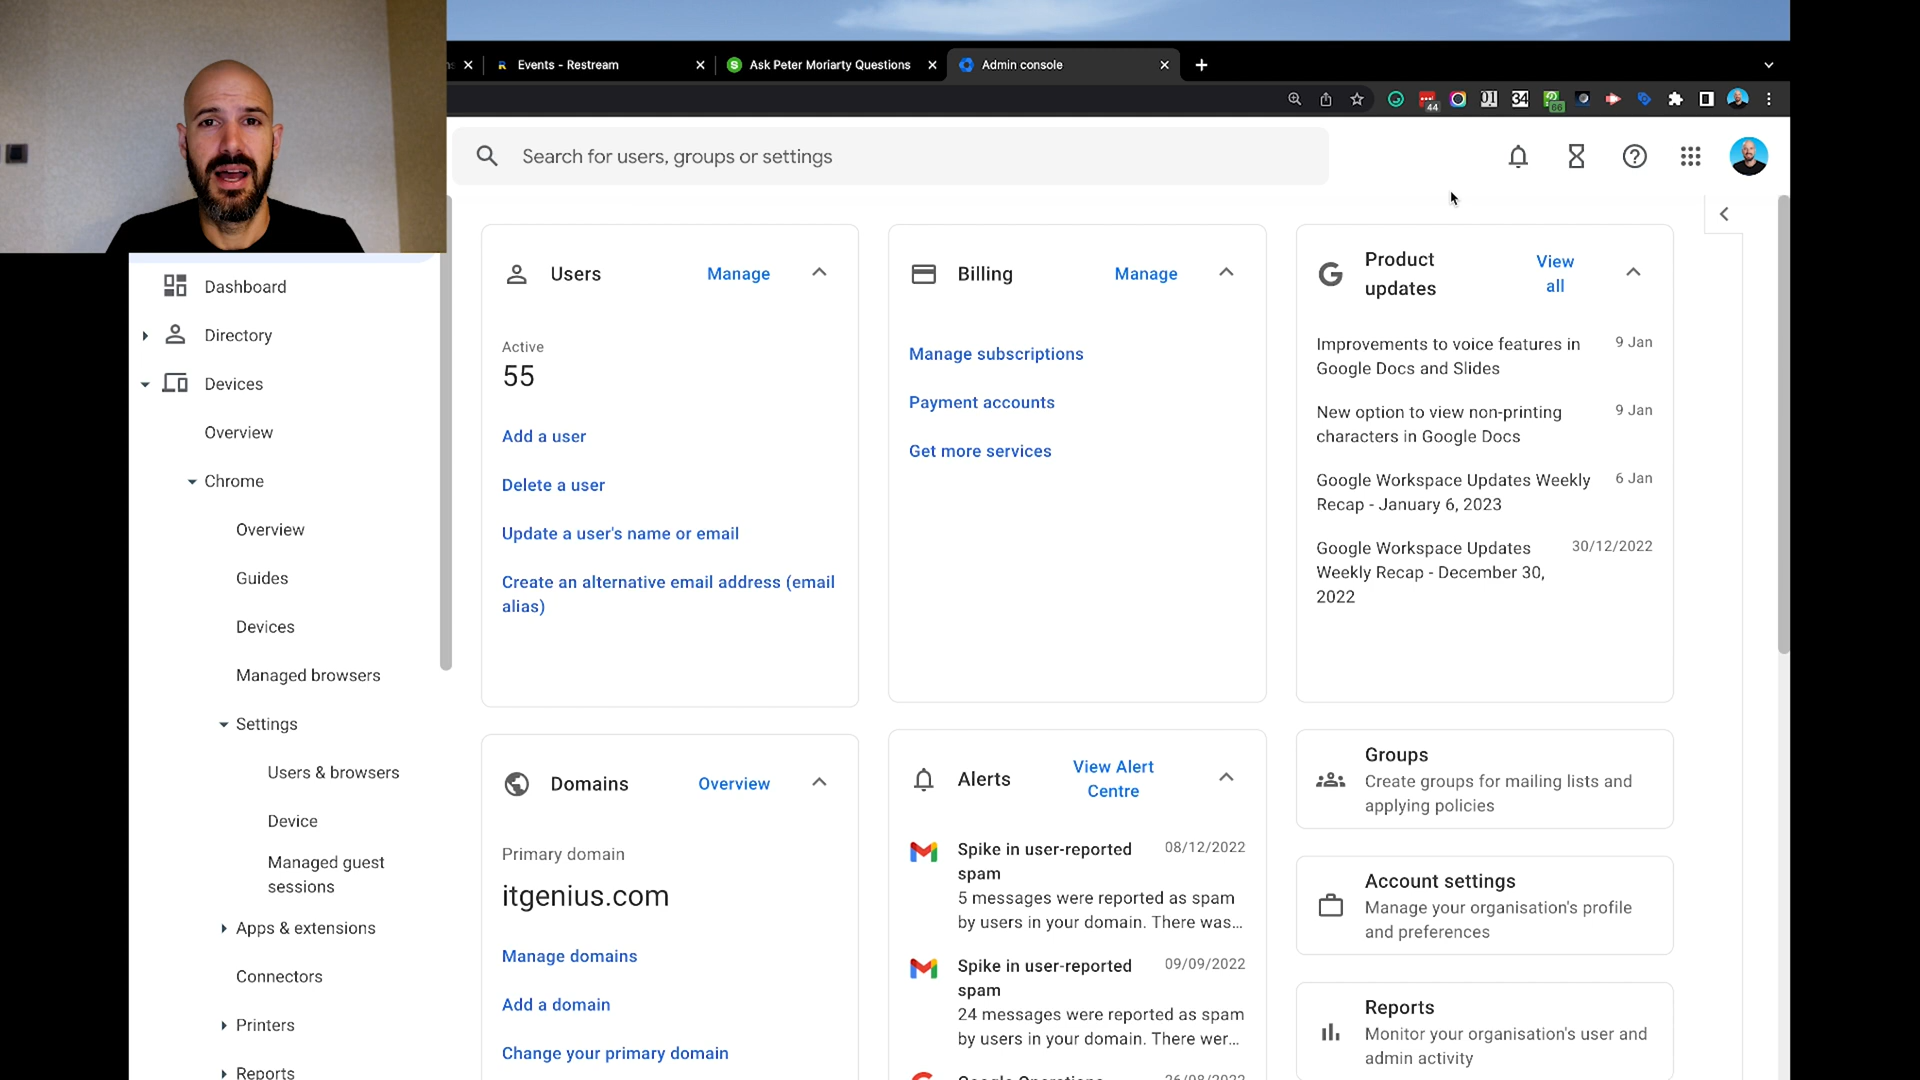 Events - Restream
Ask Peter Moriarty Questions
Admin console
44
34
66
Search for users, groups or settings
Dashboard
Directory
Devices
Overview
Chrome
Overview
Guides
Devices
Managed browsers
Settings
Users & browsers
Device
Managed guest
sessions
Apps & extensions
Connectors
Printers
Reports
Users
Manage
Active
55
Add a user
Delete a user
Update a user's name or email
Create an alternative email address (email
alias)
Billing
Manage
Manage subscriptions
Payment accounts
Get more services
Product
updates
View
all
Improvements to voice features in
Google Docs and Slides
9 Jan
New option to view non-printing
characters in Google Docs
9 Jan
Google Workspace Updates Weekly
Recap - January 6, 2023
6 Jan
Google Workspace Updates
Weekly Recap - December 30,
2022
30/12/2022
Domains
Overview
Primary domain
itgenius.com
Manage domains
Add a domain
Change your primary domain
Alerts
View Alert
Centre
Spike in user-reported
spam
08/12/2022
5 messages were reported as spam
by users in your domain. There was...
Spike in user-reported
spam
09/09/2022
24 messages were reported as spam
by users in your domain. There wer...
Google Operations
26/08/2022
Groups
Create groups for mailing lists and
applying policies
Account settings
Manage your organisation's profile
and preferences
Reports
Monitor your organisation's user and
admin activity